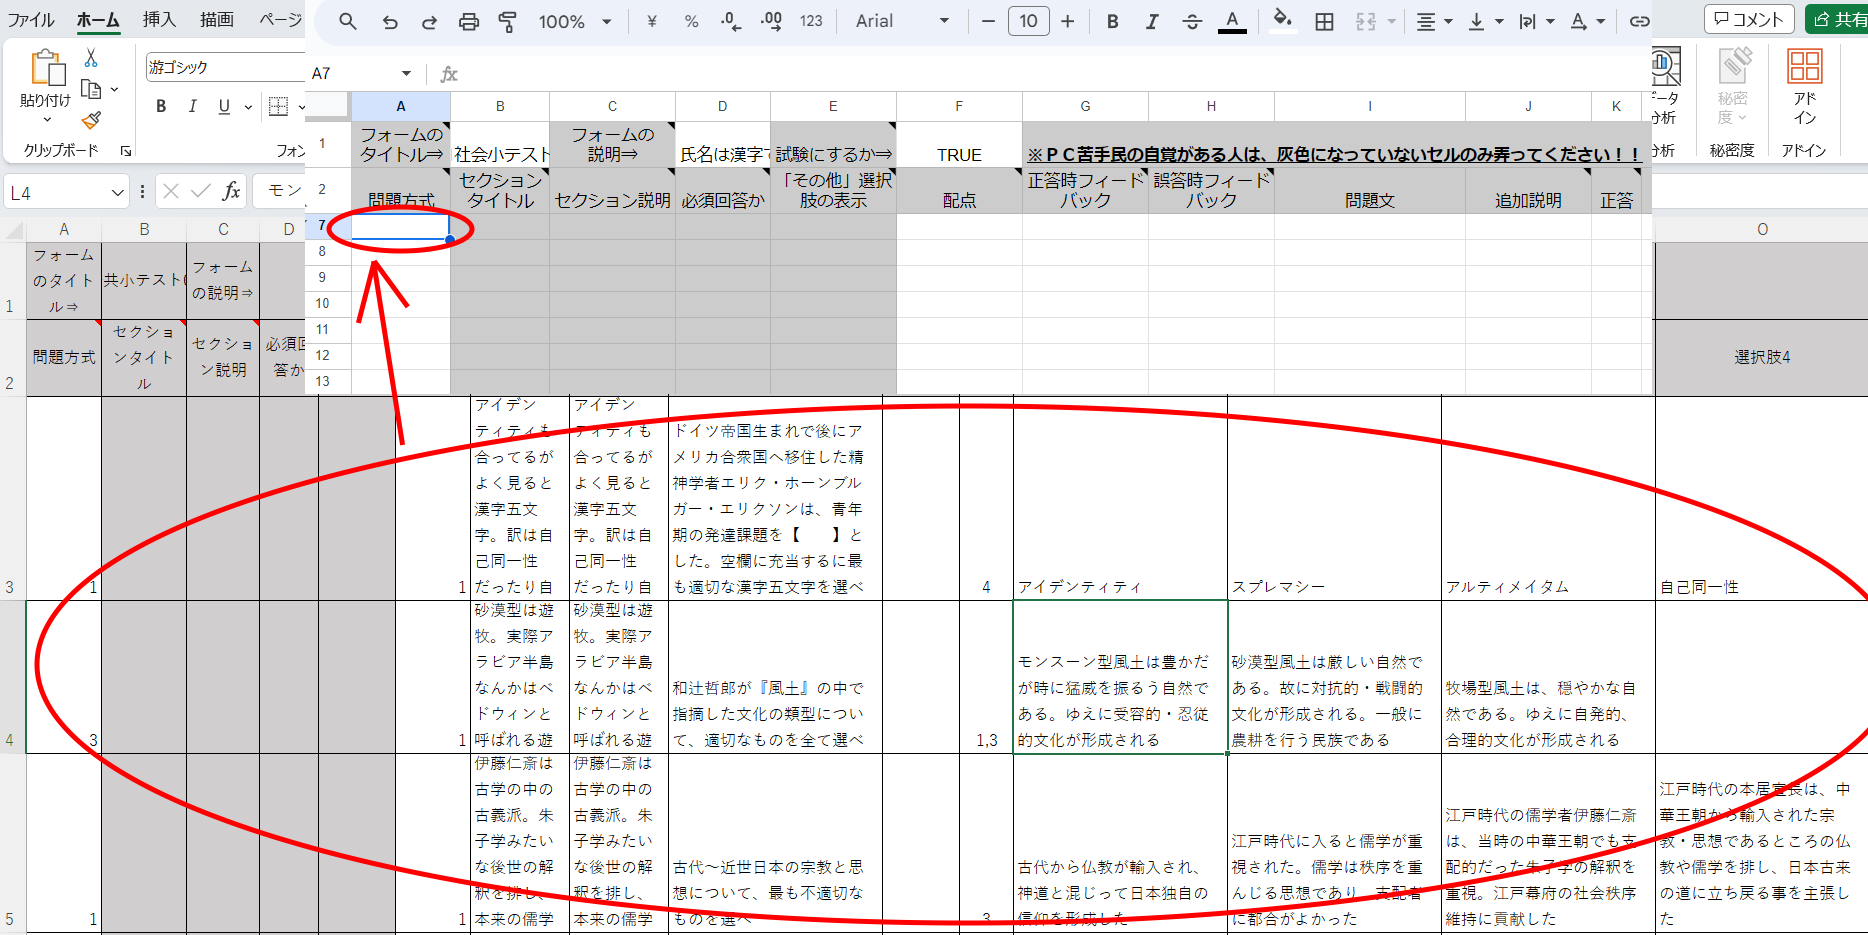 ファイル ホーム 挿入 描画 ページ
100% ¥ % .0 .00 123 Arial − 10 + B I A
コメント 共有
貼り付け
クリップボード
游ゴシック
B I U
フォン
A7 fx
データ
分析
分析
秘密
度
秘密度
アド
イン
アドイン
L4 fx モン
A B C D E F G H I J K
1
フォームの
タイトル⇒
社会小テスト
フォームの
説明⇒
氏名は漢字で
試験にするか⇒
TRUE
※ＰＣ苦手民の自覚がある人は、灰色になっていないセルのみ弄ってください！！
2
問題方式
セクション
タイトル
セクション説明
必須回答か
「その他」選択
肢の表示
配点
正答時フィード
バック
誤答時フィード
バック
問題文
追加説明
正答
7
8
9
10
11
12
13
A B C D O
1
フォーム
のタイト
ル⇒
共小テスト
フォーム
の説明⇒
2
問題方式
セクショ
ンタイト
ル
セクショ
ン説明
必須回
答か
選択肢4
3
1
1
アイデン
ティティも
合ってるが
よく見ると
漢字五文
字。訳は自
己同一性
だったり自
アイデン
ティティも
合ってるが
よく見ると
漢字五文
字。訳は自
己同一性
だったり自
ドイツ帝国生まれで後にア
メリカ合衆国へ移住した精
神学者エリク・ホーンブル
ガー・エリクソンは、青年
期の発達課題を【　　】と
した。空欄に充当するに最
も適切な漢字五文字を選べ
4
アイデンティティ
スプレマシー
アルティメイタム
自己同一性
4
3
1
砂漠型は遊
牧。実際ア
ラビア半島
なんかはベ
ドウィンと
呼ばれる遊
砂漠型は遊
牧。実際ア
ラビア半島
なんかはベ
ドウィンと
呼ばれる遊
和辻哲郎が『風土』の中で
指摘した文化の類型につい
て、適切なものを全て選べ
1,3
モンスーン型風土は豊かだ
が時に猛威を振るう自然で
ある。ゆえに受容的・忍従
的文化が形成される
砂漠型風土は厳しい自然で
ある。故に対抗的・戦闘的
文化が形成される。一般に
農耕を行う民族である
牧場型風土は、穏やかな自
然である。ゆえに自発的、
合理的文化が形成される
5
1
1
伊藤仁斎は
古学の中の
古義派。朱
子学みたい
な後世の解
釈を排し、
本来の儒学
伊藤仁斎は
古学の中の
古義派。朱
子学みたい
な後世の解
釈を排し、
本来の儒学
古代～近世日本の宗教と思
想について、最も不適切な
ものを選べ
3
古代から仏教が輸入され、
神道と混じって日本独自の
信仰を形成した
江戸時代に入ると儒学が重
視された。儒学は秩序を重
んじる思想であり、支配者
に都合がよかった
江戸時代の儒学者伊藤仁斎
は、当時の中華王朝でも支
配的だった朱子学の解釈を
重視。江戸幕府の社会秩序
維持に貢献した
江戸時代の本居宣長は、中
華王朝から輸入された宗
教・思想であるところの仏
教や儒学を排し、日本古来
の道に立ち戻る事を主張し
た